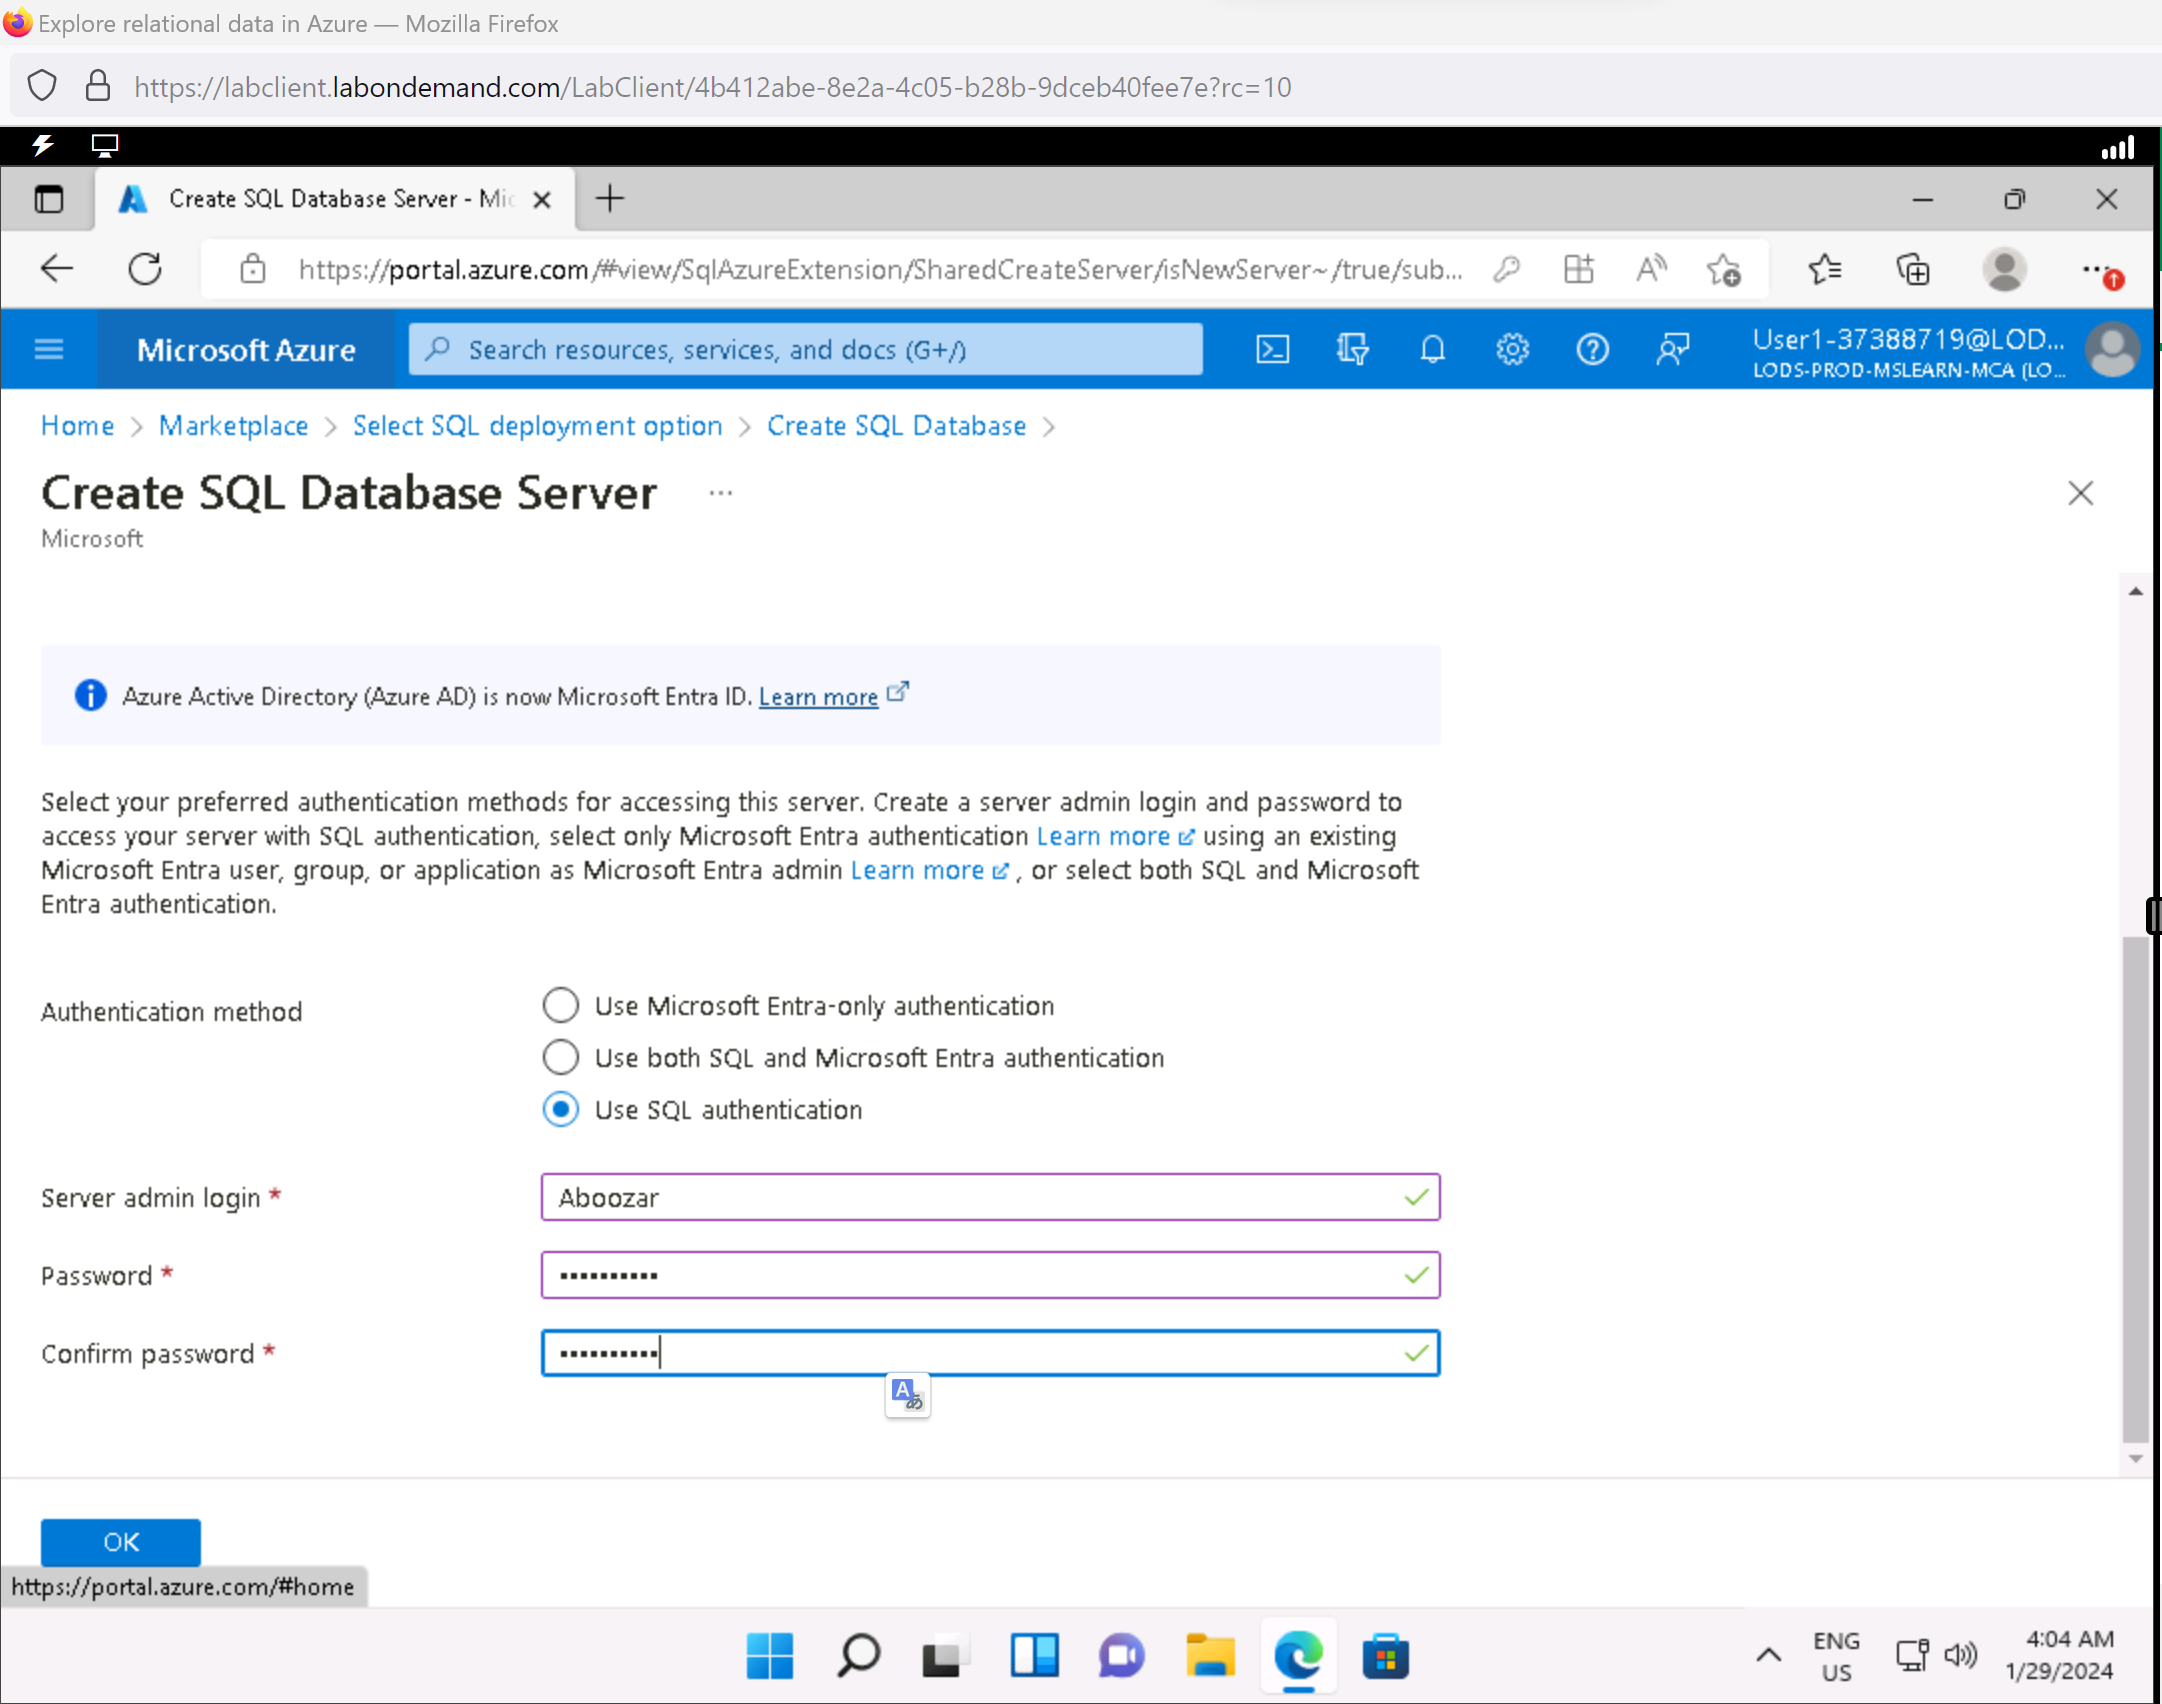 Explore relational data in Azure — Mozilla Firefox
https://labclient.labondemand.com/LabClient/4b412abe-8e2a-4c05-b28b-9dceb40fee7e?rc=10
Create SQL Database Server - Mic
https://portal.azure.com/#view/SqlAzureExtension/SharedCreateServer/isNewServer~/true/sub...
Microsoft Azure
Search resources, services, and docs (G+/)
User1-37388719@LOD...
LODS-PROD-MSLEARN-MCA (LO...
Home > Marketplace > Select SQL deployment option > Create SQL Database >
Create SQL Database Server ...
Microsoft
Azure Active Directory (Azure AD) is now Microsoft Entra ID. Learn more
Select your preferred authentication methods for accessing this server. Create a server admin login and password to
access your server with SQL authentication, select only Microsoft Entra authentication Learn more using an existing
Microsoft Entra user, group, or application as Microsoft Entra admin Learn more , or select both SQL and Microsoft
Entra authentication.
Authentication method
Use Microsoft Entra-only authentication
Use both SQL and Microsoft Entra authentication
Use SQL authentication
Server admin login *
Aboozar
Password *
••••••••••
Confirm password *
••••••••••
OK
https://portal.azure.com/#home
ENG
US
4:04 AM
1/29/2024